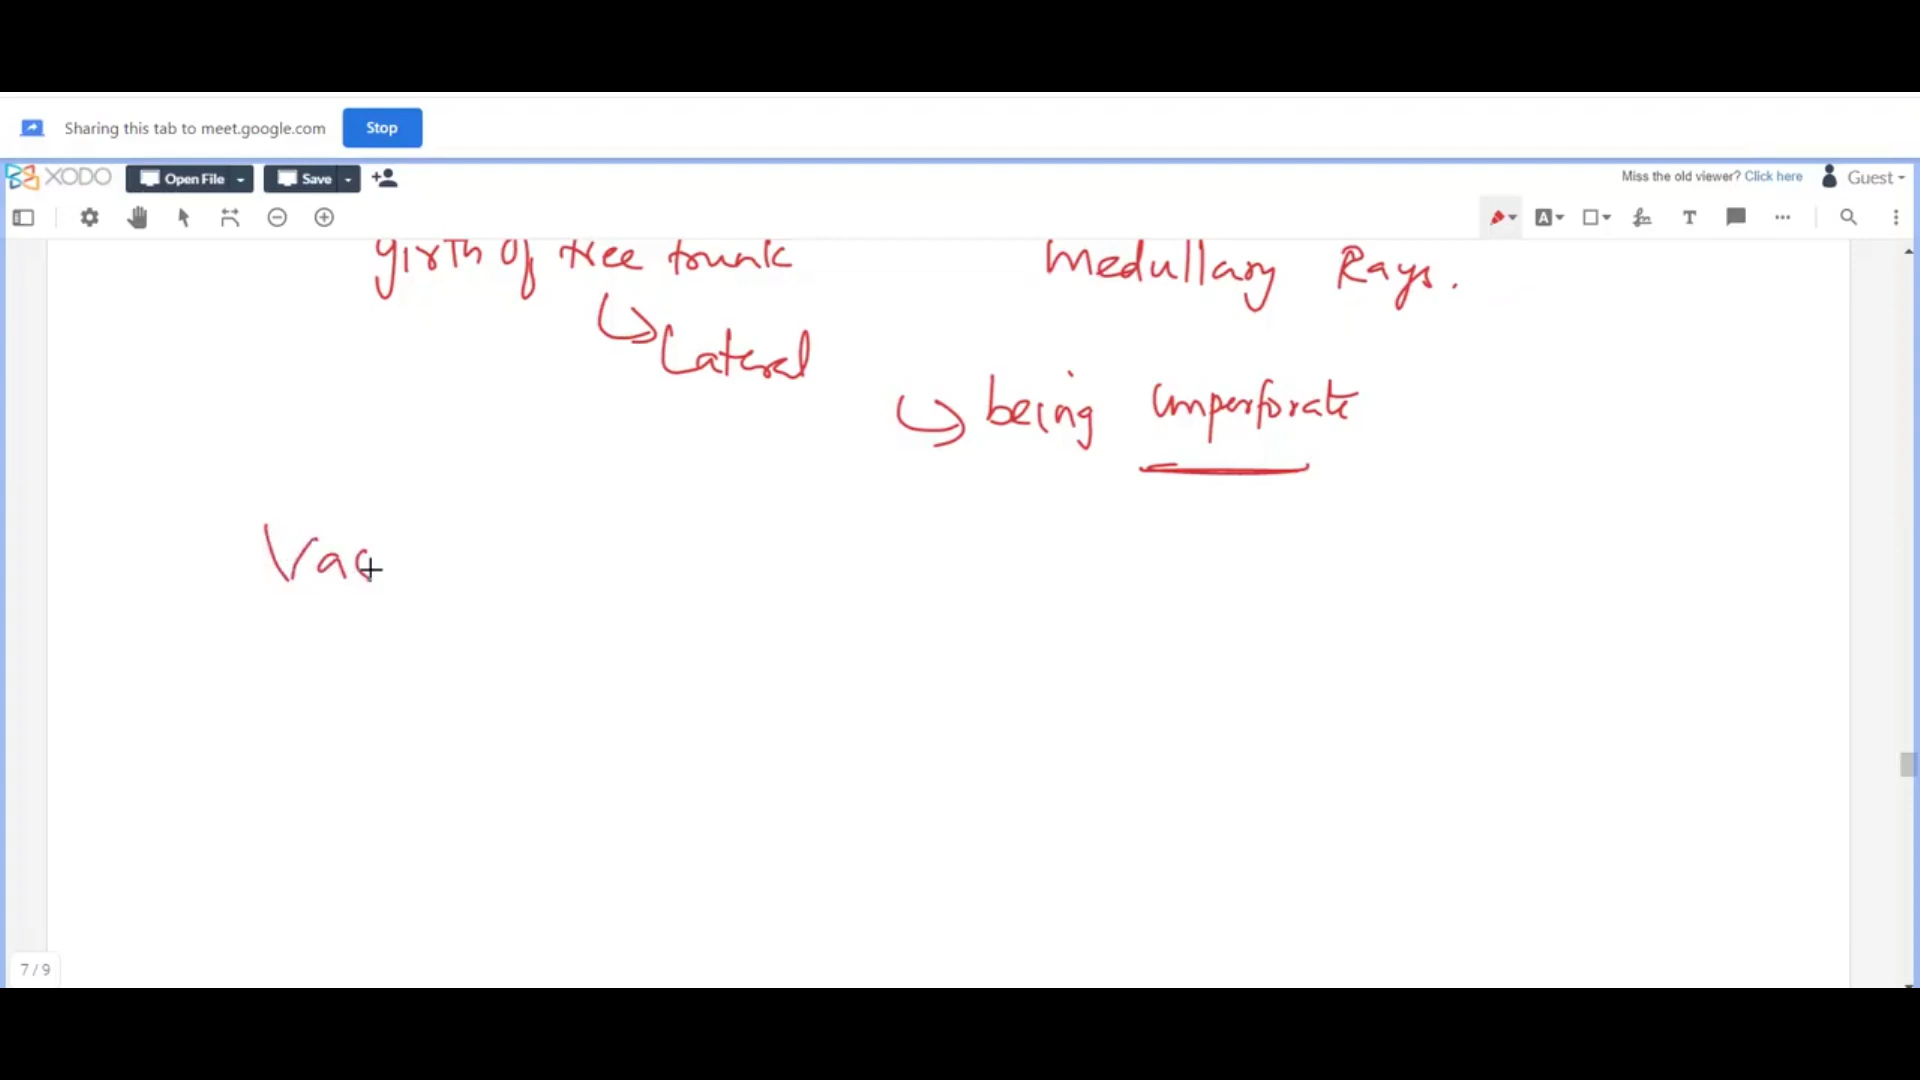 Sharing this tab to meet.google.com Stop
XODO Open File Save Miss the old viewer? Click here Guest
girth of tree trunk medullary Rays.
Lateral
being imperforate
Vac
7 / 9